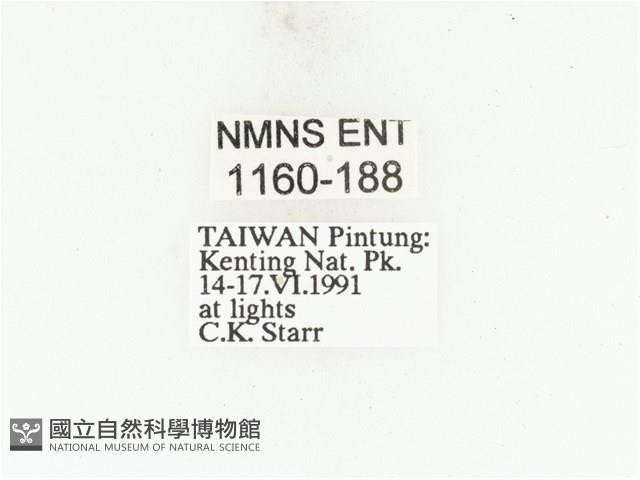 NMNS ENT
1160-188
TAIWAN Pintung:
Kenting Nat. Pk.
14-17.VI.1991
at lights
C.K. Starr
國立自然科學博物館
NATIONAL MUSEUM OF NATURAL SCIENCE